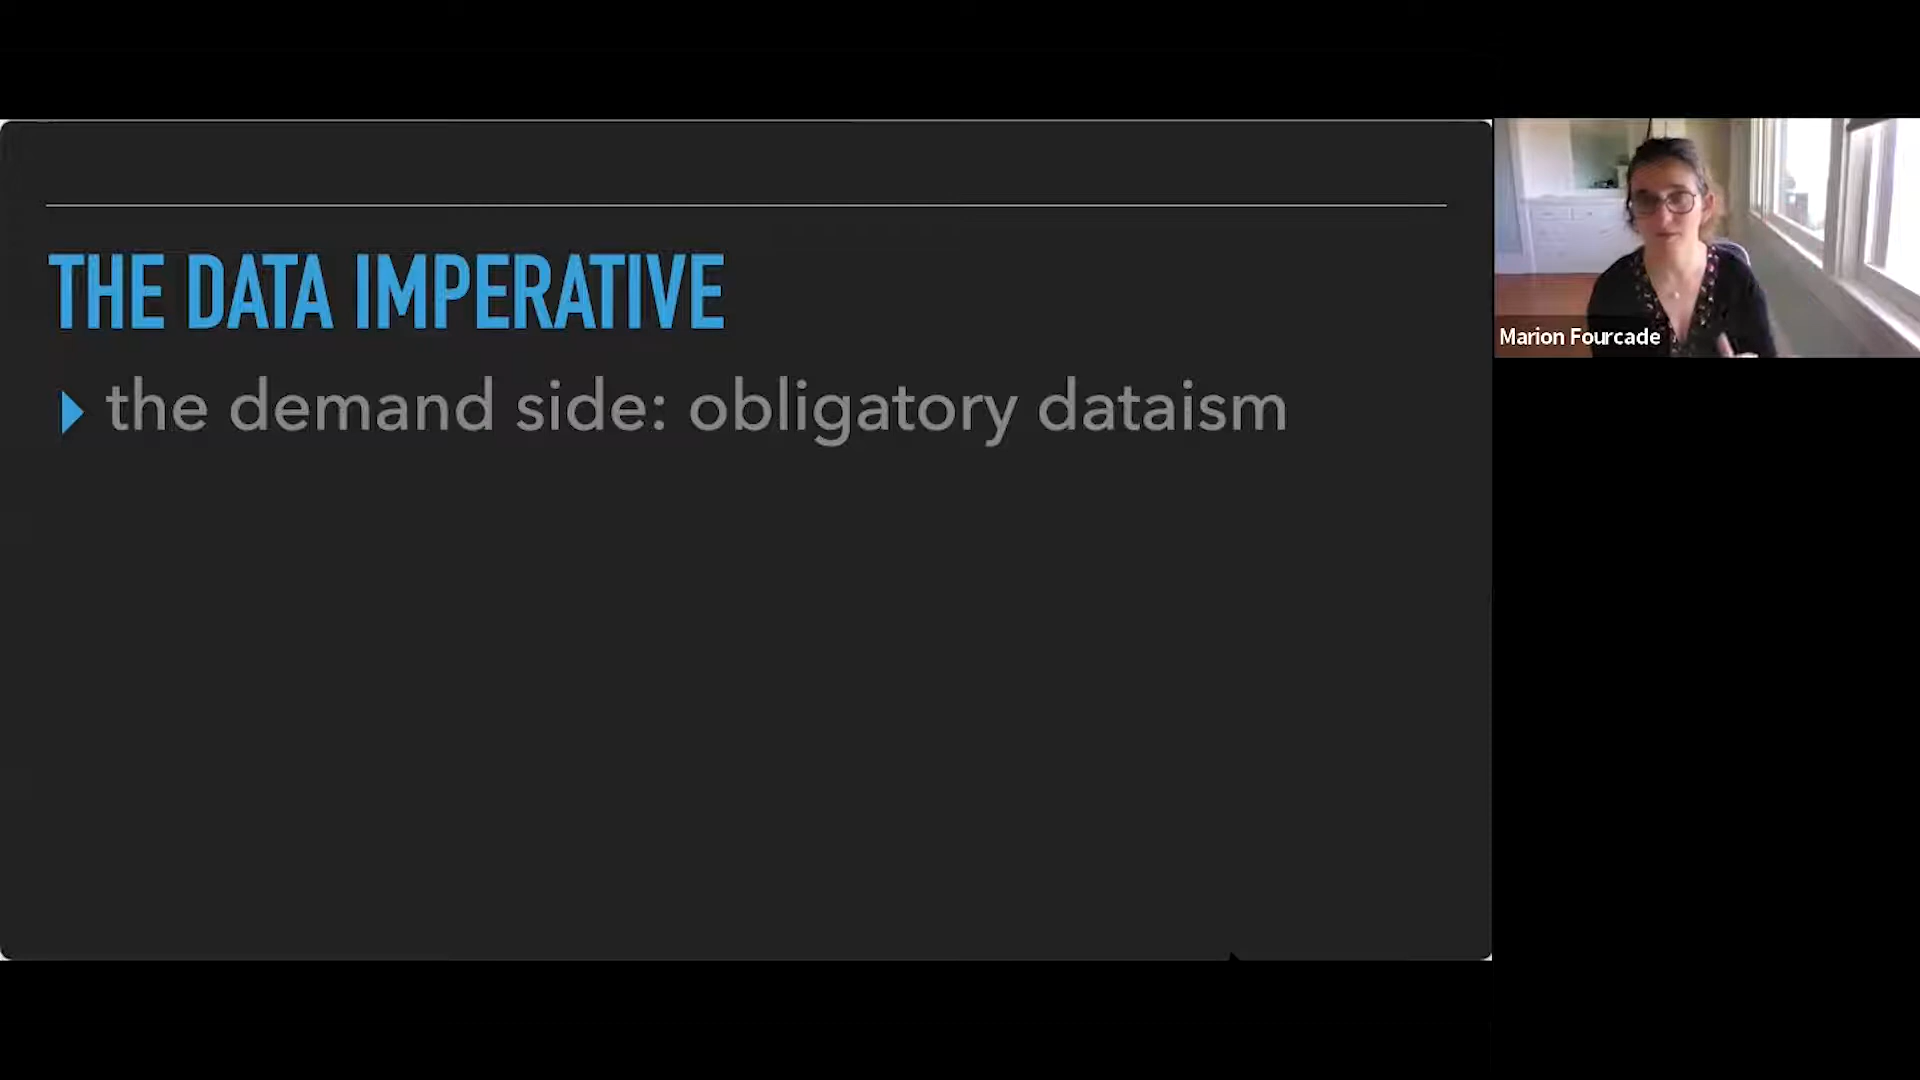 THE DATA IMPERATIVE
the demand side: obligatory dataism
Marion Fourcade